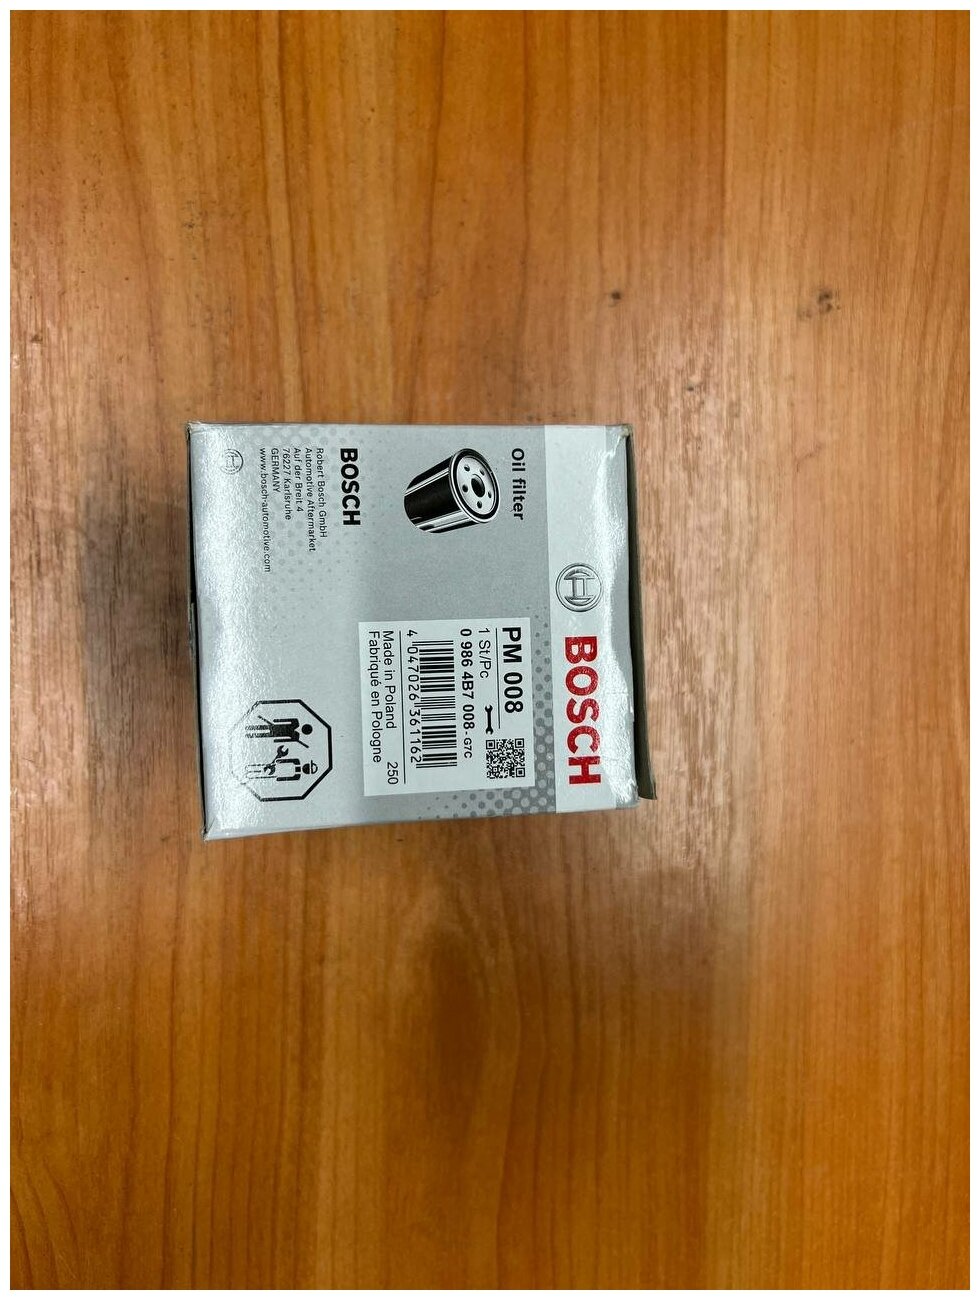 BOSCH
Oil filter
PM 008
1 St/Pc
0 986 4B7 008-G7C
4 047026 361162
Made in Poland 250
Fabriqué en Pologne
BOSCH
Robert Bosch GmbH
Automotive Aftermarket
Auf der Breit 4
76227 Karlsruhe
GERMANY
www.bosch-automotive.com